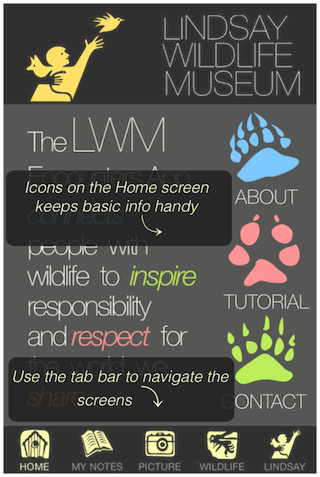 LINDSAY
WILDLIFE
MUSEUM
The LWM
Encounters App
connects
people with
wildlife to inspire
responsibility
and respect for
the world we
share
Icons on the Home screen
keeps basic info handy
ABOUT
TUTORIAL
CONTACT
Use the tab bar to navigate the
screens
HOME
MY NOTES
PICTURE
WILDLIFE
LINDSAY